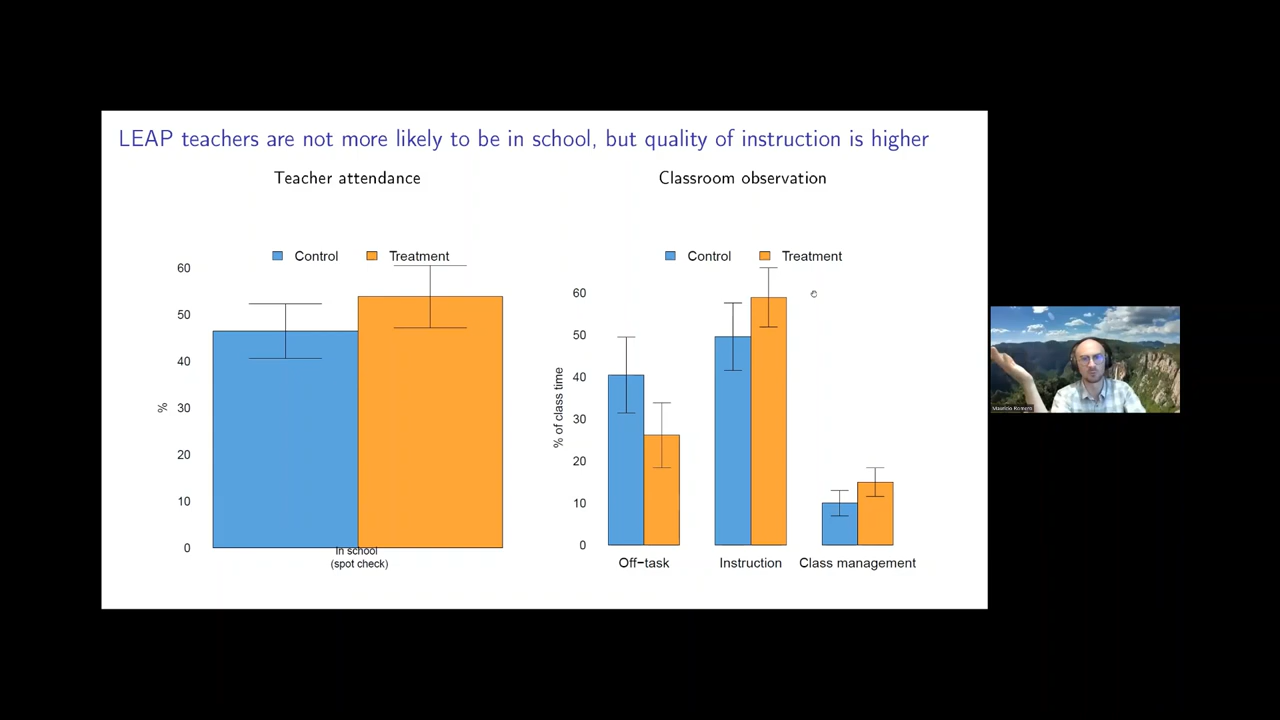 LEAP teachers are not more likely to be in school, but quality of instruction is higher
Teacher attendance
Control Treatment
%
60
50
40
30
20
10
0
In school
(spot check)
Classroom observation
Control Treatment
% of class time
60
50
40
30
20
10
0
Off-task Instruction Class management
Mauricio Romero